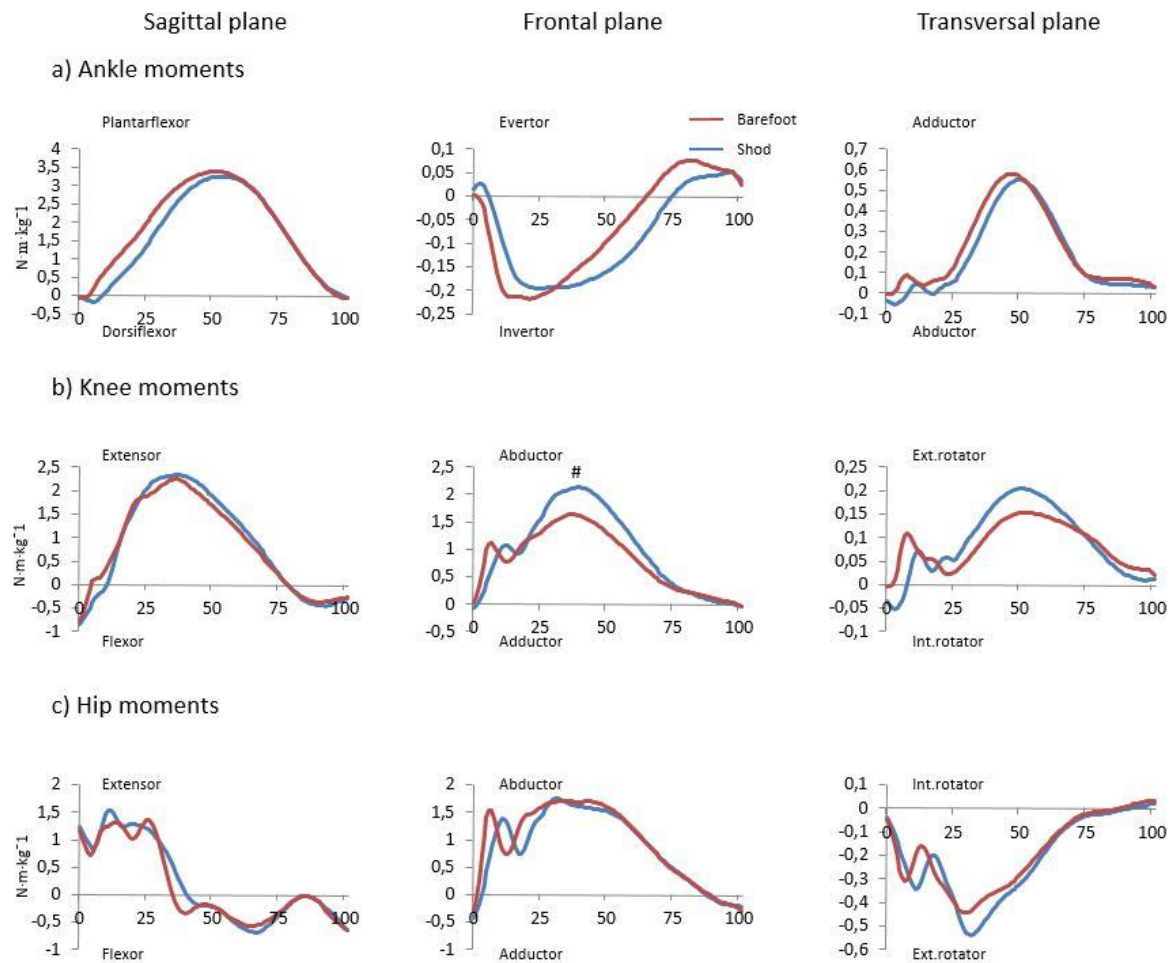 Sagittal plane
Frontal plane
Transversal plane
a) Ankle moments
Plantarflexor
4
3,5
3
2,5
2
1,5
1
0,5
0
-0,5
N·m·kg⁻¹
0 25 50 75 100
Dorsiflexor
Evertor
Barefoot
Shod
0,1
0,05
0
-0,05
-0,1
-0,15
-0,2
-0,25
0 25 50 75 100
Invertor
Adductor
0,7
0,6
0,5
0,4
0,3
0,2
0,1
0
-0,1
0 25 50 75 100
Abductor
b) Knee moments
Extensor
2,5
2
1,5
1
0,5
0
-0,5
-1
N·m·kg⁻¹
0 25 50 75 100
Flexor
Abductor
#
2,5
2
1,5
1
0,5
0
-0,5
0 25 50 75 100
Adductor
Ext.rotator
0,25
0,2
0,15
0,1
0,05
0
-0,05
-0,1
0 25 50 75 100
Int.rotator
c) Hip moments
Extensor
2
1,5
1
0,5
0
-0,5
-1
N·m·kg⁻¹
0 25 50 75 100
Flexor
Abductor
2
1,5
1
0,5
0
-0,5
-1
0 25 50 75 100
Adductor
Int.rotator
0,1
0
-0,1
-0,2
-0,3
-0,4
-0,5
-0,6
0 25 50 75 100
Ext.rotator